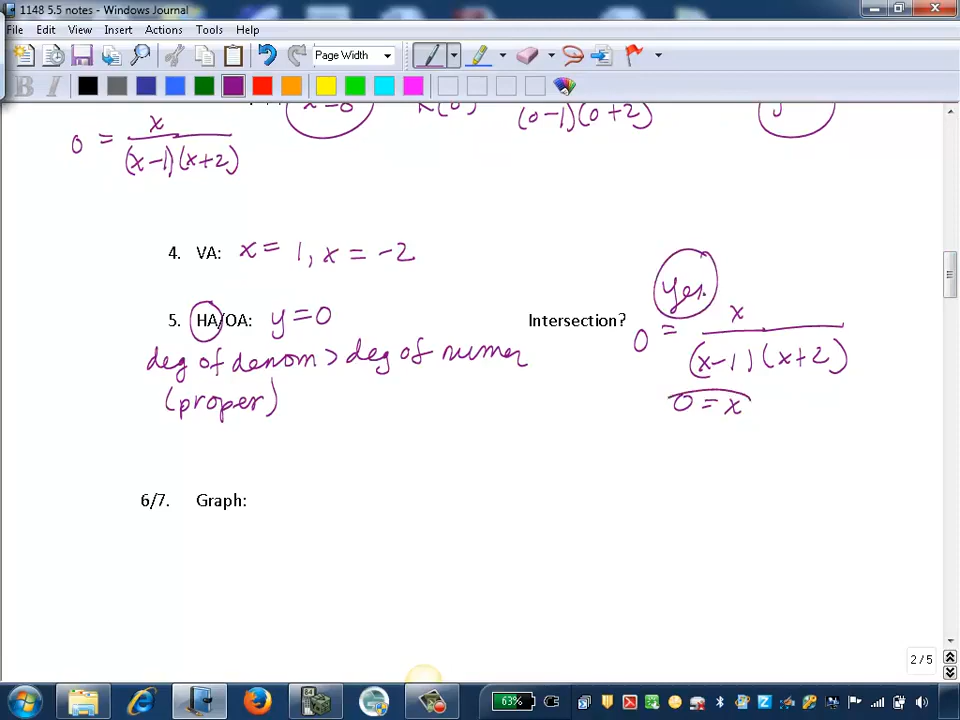 1148 5.5 notes - Windows Journal
File Edit View Insert Actions Tools Help
Page Width
B I
(0-1)(0+2)
0 = x / (x-1)(x+2)
4. VA: x = 1, x = -2
Yes.
5. HA/OA: y = 0 Intersection? 0 = x / (x-1)(x+2)
deg of denom > deg of numer
(proper) 0 = x
6/7. Graph:
2 / 5
63%